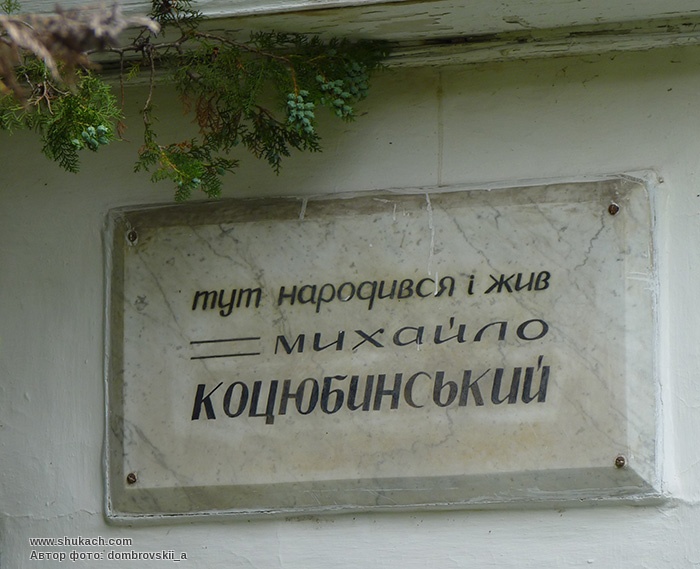 тут народився і жив
михайло
КОЦЮБИНСЬКИЙ
www.shukach.com
Автор фото: dombrovskii_a